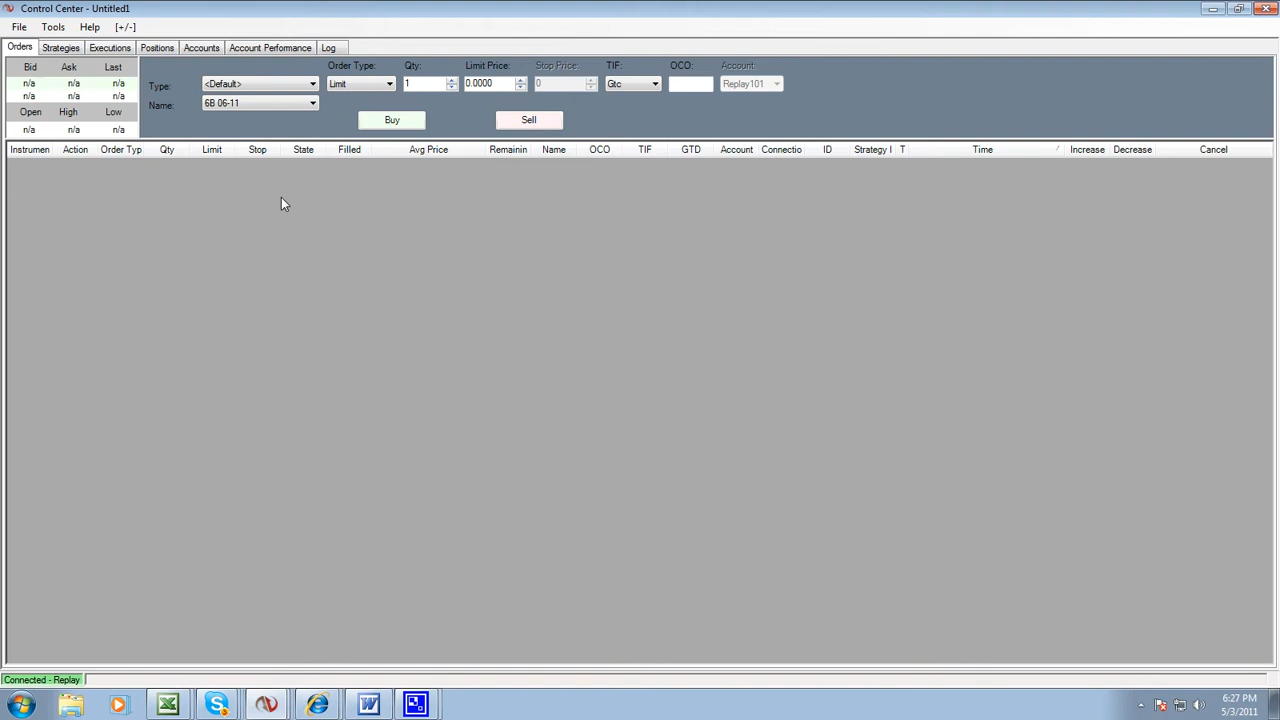 Control Center - Untitled1
File Tools Help [+/-]
Orders Strategies Executions Positions Accounts Account Performance Log
Bid Ask Last
n/a n/a n/a
n/a n/a n/a
Open High Low
n/a n/a n/a
Type: <Default>
Name: 6B 06-11
Order Type: Qty: Limit Price: Stop Price: TIF: OCO: Account:
Limit 1 0.0000 0 Gtc Replay101
Buy Sell
Instrumen Action Order Typ Qty Limit Stop State Filled Avg Price Remainin Name OCO TIF GTD Account Connectio ID Strategy I T Time Increase Decrease Cancel
Connected - Replay
6:27 PM
5/3/2011